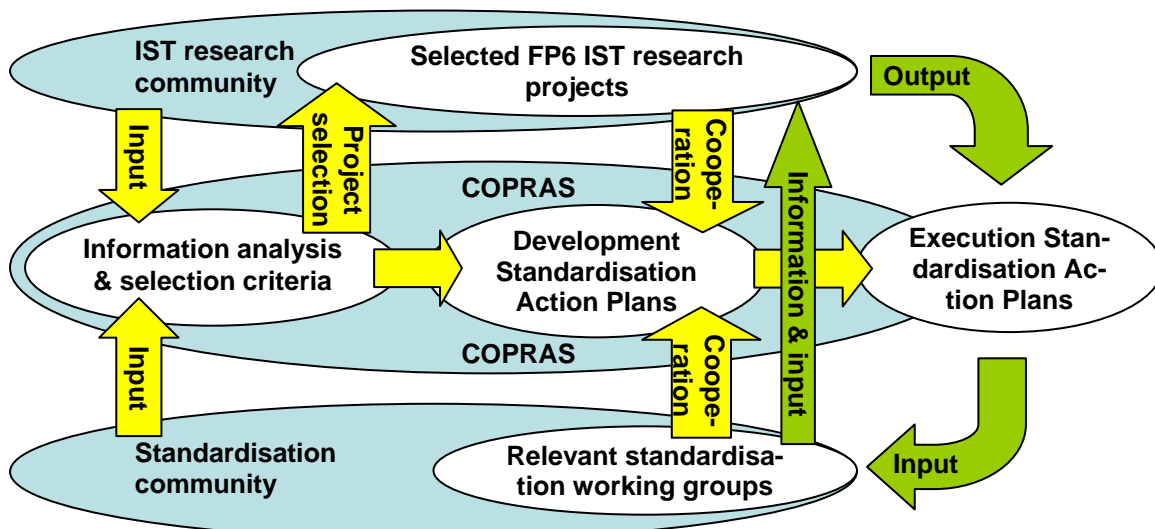 IST research
community
Selected FP6 IST research
projects
Output
Input
Project
selection
Coope-
ration
Information & input
COPRAS
Information analysis
& selection criteria
Development
Standardisation
Action Plans
Execution Stan-
dardisation Ac-
tion Plans
COPRAS
Input
Coope-
ration
Standardisation
community
Relevant standardisa-
tion working groups
Input